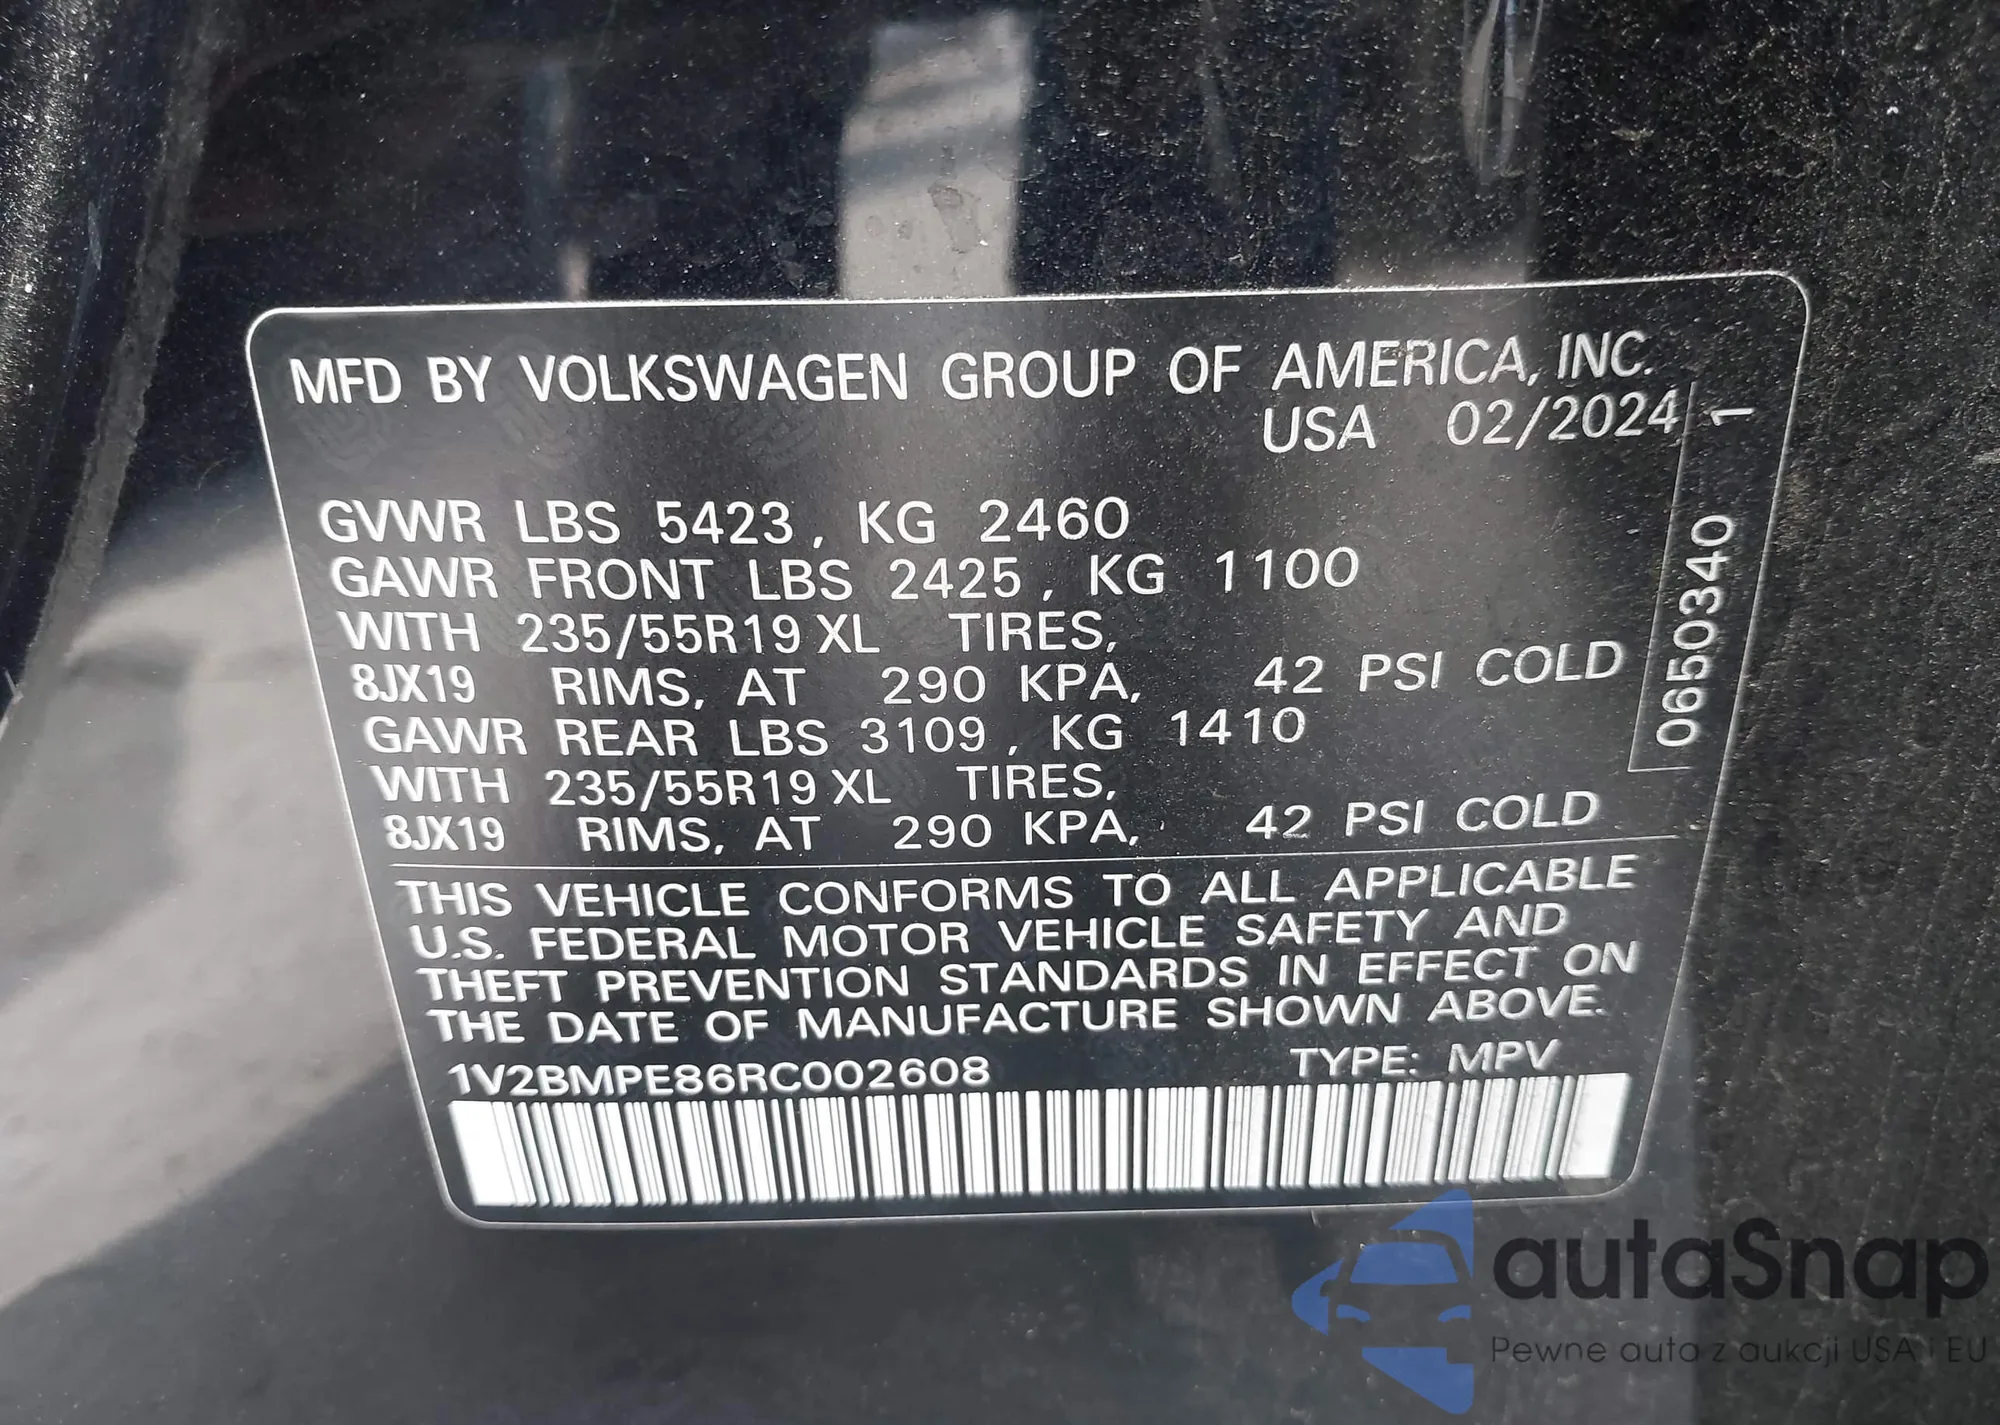 MFD BY VOLKSWAGEN GROUP OF AMERICA, INC.
USA 02/2024
GVWR LBS 5423, KG 2460
GAWR FRONT LBS 2425, KG 1100
WITH 235/55R19 XL TIRES,
8JX19 RIMS, AT 290 KPA, 42 PSI COLD
GAWR REAR LBS 3109, KG 1410
WITH 235/55R19 XL TIRES,
8JX19 RIMS, AT 290 KPA, 42 PSI COLD
0650340 1
THIS VEHICLE CONFORMS TO ALL APPLICABLE
U.S. FEDERAL MOTOR VEHICLE SAFETY AND
THEFT PREVENTION STANDARDS IN EFFECT ON
THE DATE OF MANUFACTURE SHOWN ABOVE.
1V2BMPE86RC002608 TYPE: MPV
autaSnap
Pewne auta z aukcji USA i EU